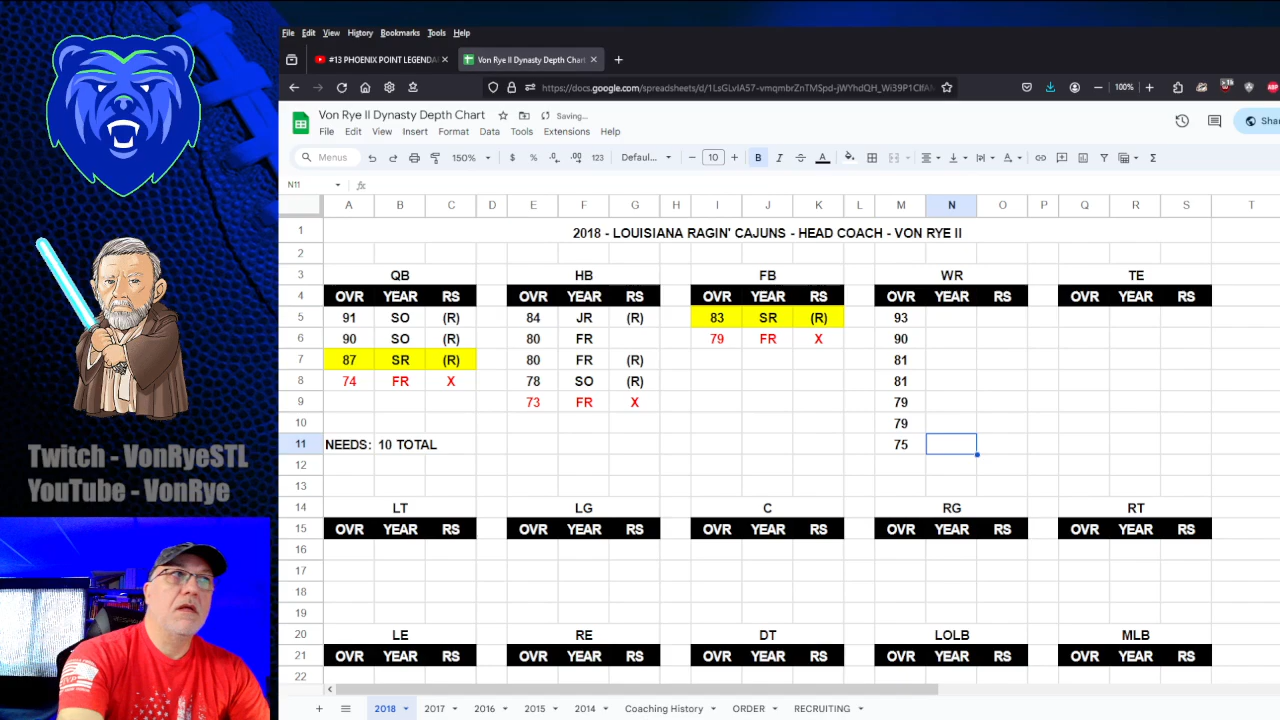 File Edit View History Bookmarks Tools Help
#13 PHOENIX POINT LEGENDA
Von Rye II Dynasty Depth Chart
https://docs.google.com/spreadsheets/d/
100%
Von Rye II Dynasty Depth Chart Saving...
File Edit View Insert Format Data Tools Extensions Help
Shar
Menus 150% $ % .0 .00 123 Defaul... 10 B I S A
N11 fx
A B C D E F G H I J K L M N O P Q R S T
1 2018 - LOUISIANA RAGIN' CAJUNS - HEAD COACH - VON RYE II
2
3 QB HB FB WR TE
4 OVR YEAR RS OVR YEAR RS OVR YEAR RS OVR YEAR RS OVR YEAR RS
5 91 SO (R) 84 JR (R) 83 SR (R) 93
6 90 SO (R) 80 FR 79 FR X 90
7 87 SR (R) 80 FR (R) 81
8 74 FR X 78 SO (R) 81
9 73 FR X 79
10 79
11 NEEDS: 10 TOTAL 75
12
13
14 LT LG C RG RT
15 OVR YEAR RS OVR YEAR RS OVR YEAR RS OVR YEAR RS OVR YEAR RS
16
17
18
19
20 LE RE DT LOLB MLB
21 OVR YEAR RS OVR YEAR RS OVR YEAR RS OVR YEAR RS OVR YEAR RS
22
2018 2017 2016 2015 2014 Coaching History ORDER RECRUITING
Twitch - VonRyeSTL
YouTube - VonRye